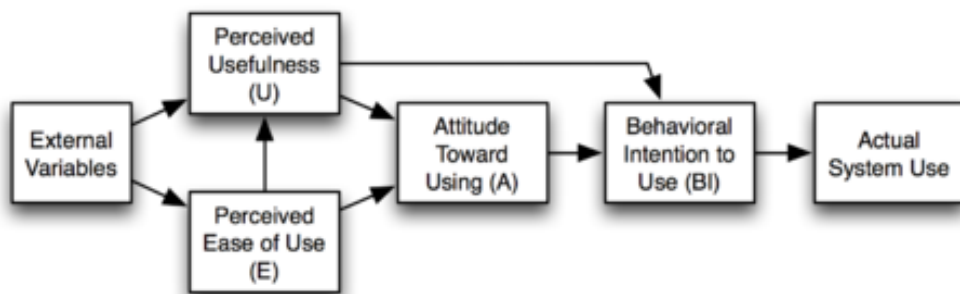 External
Variables
Perceived
Usefulness
(U)
Perceived
Ease of Use
(E)
Attitude
Toward
Using (A)
Behavioral
Intention to
Use (BI)
Actual
System Use